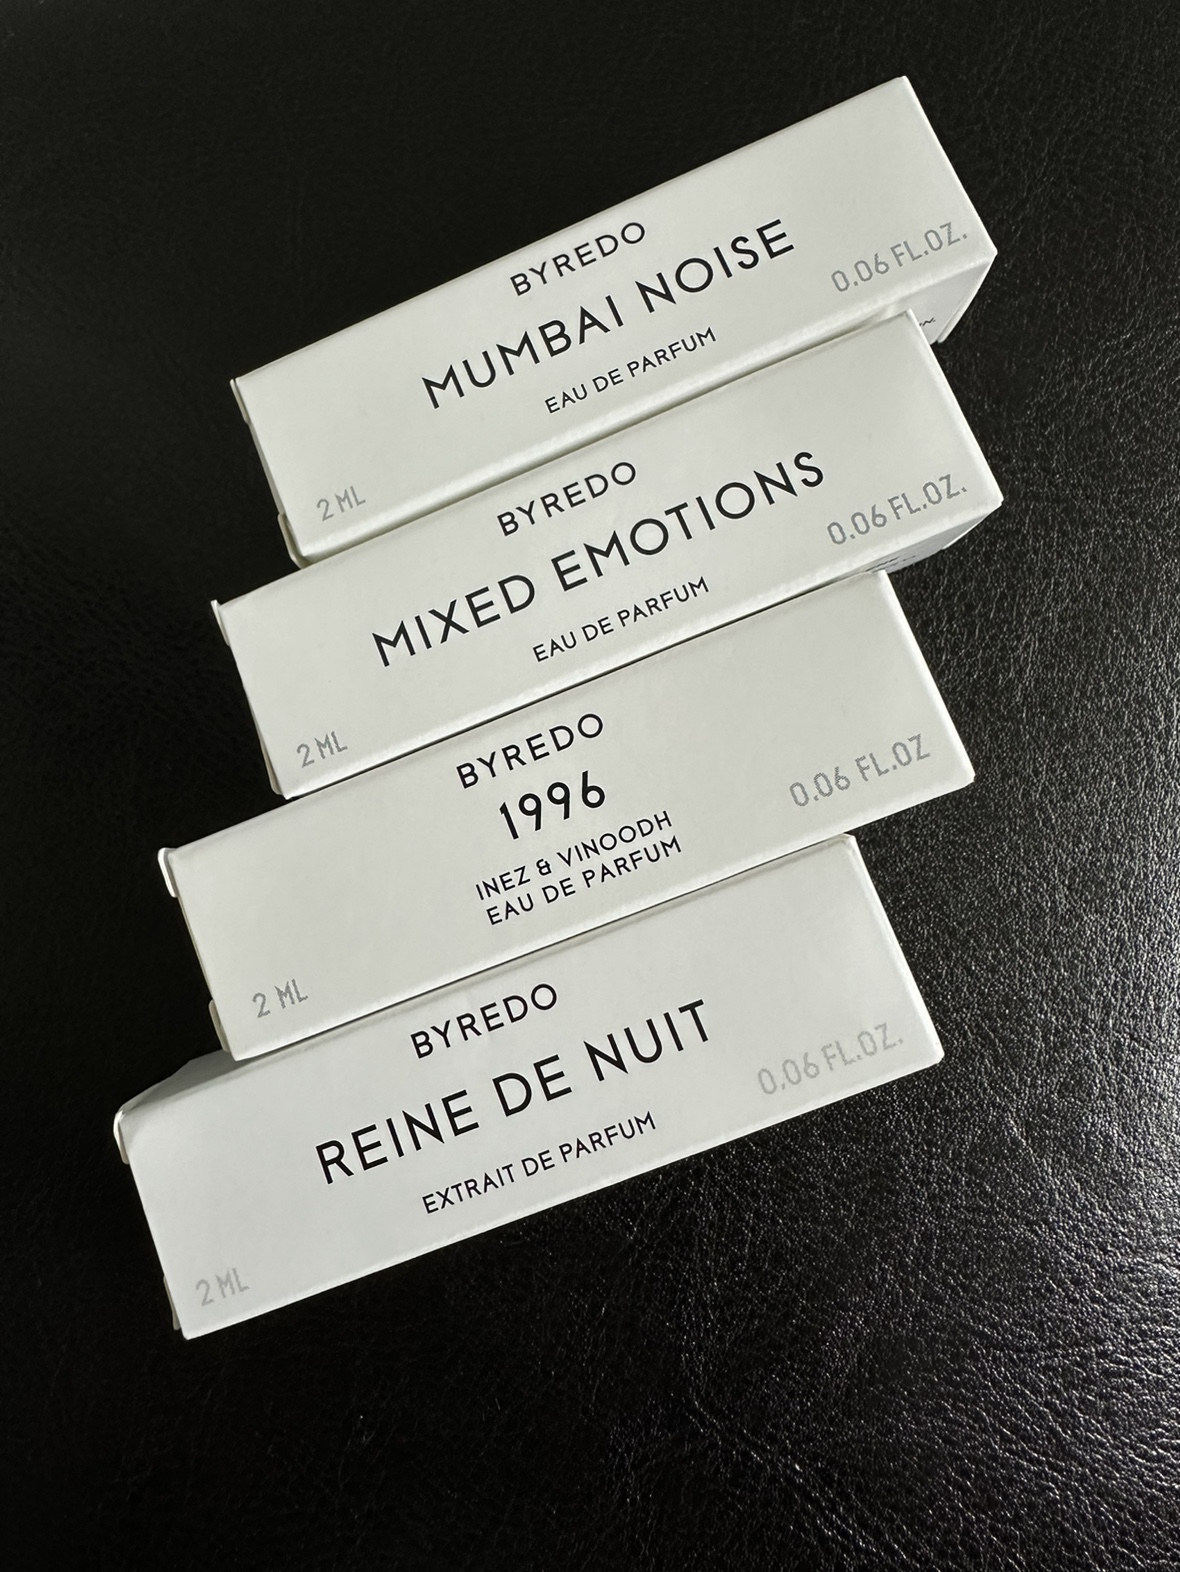 BYREDO
MUMBAI NOISE
EAU DE PARFUM
2 ML
0.06 FL.OZ.
BYREDO
MIXED EMOTIONS
EAU DE PARFUM
2 ML
0.06 FL.OZ.
BYREDO
1996
INEZ & VINOODH
EAU DE PARFUM
2 ML
0.06 FL.OZ
BYREDO
REINE DE NUIT
EXTRAIT DE PARFUM
2 ML
0.06 FL.OZ.